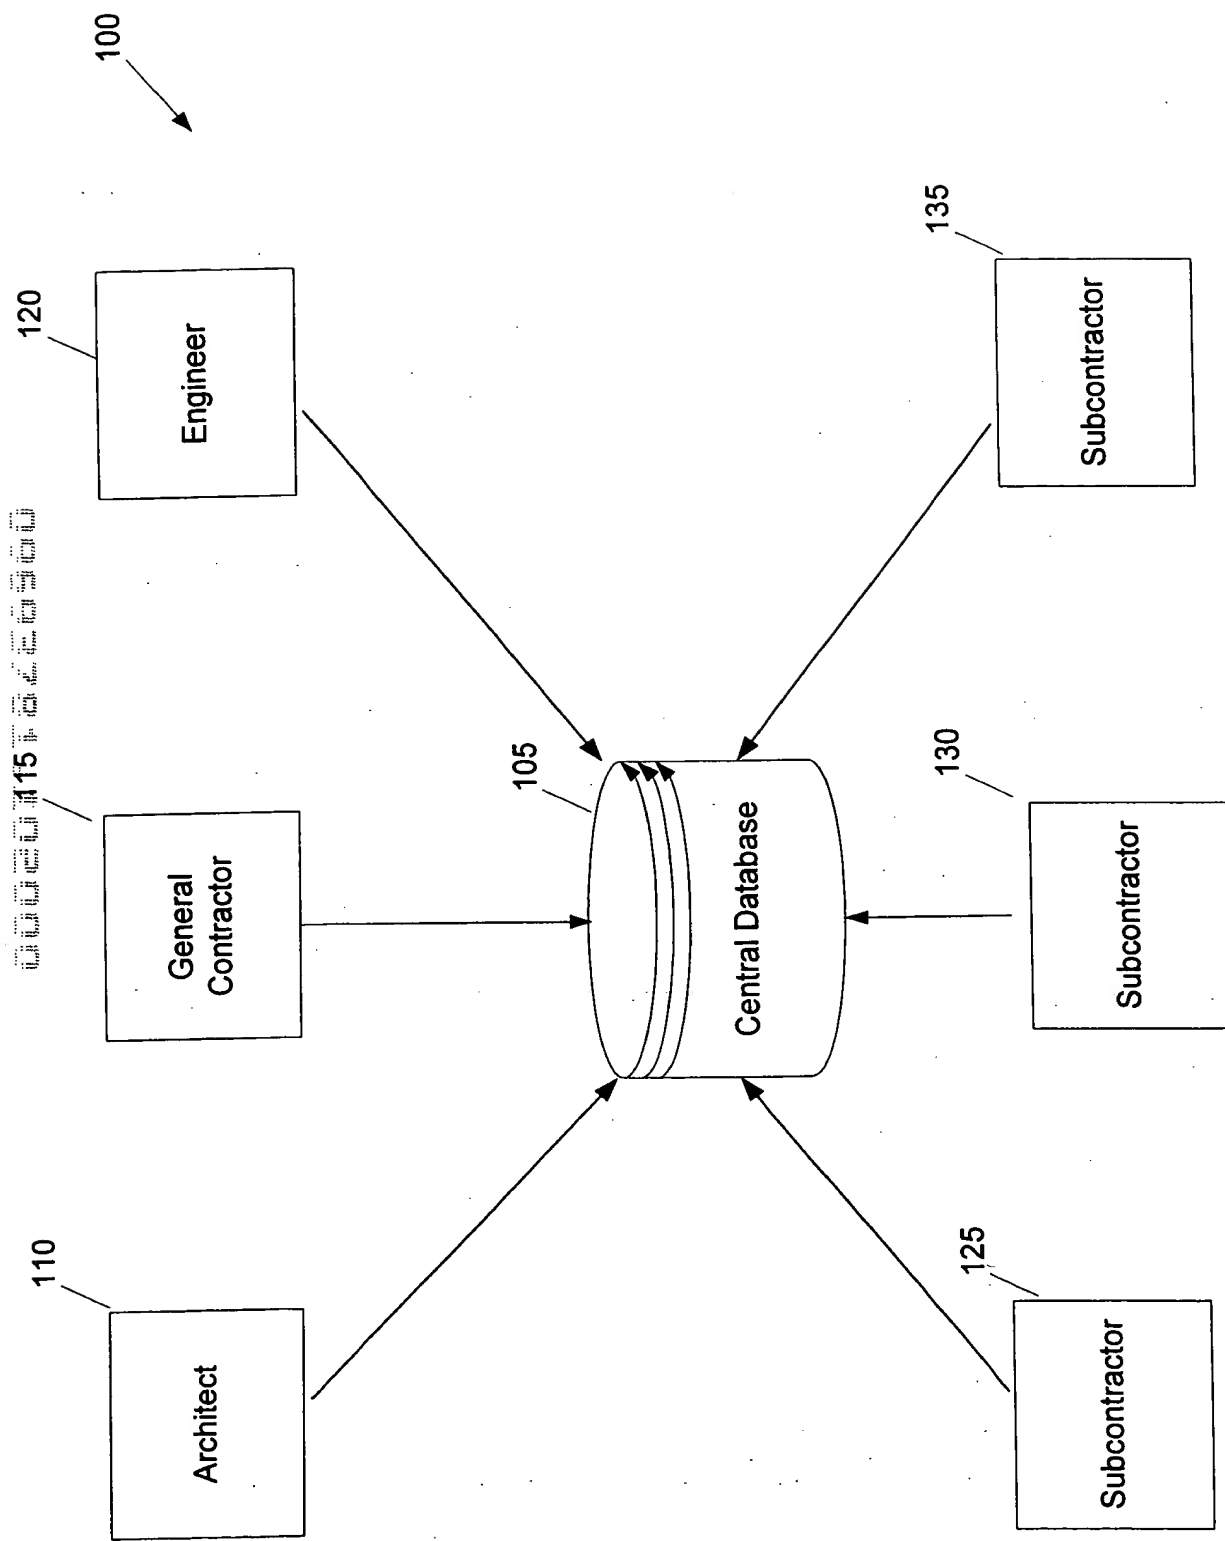 110
115
120
100
Architect
General
Contractor
Engineer
105
Central Database
125
130
135
Subcontractor
Subcontractor
Subcontractor